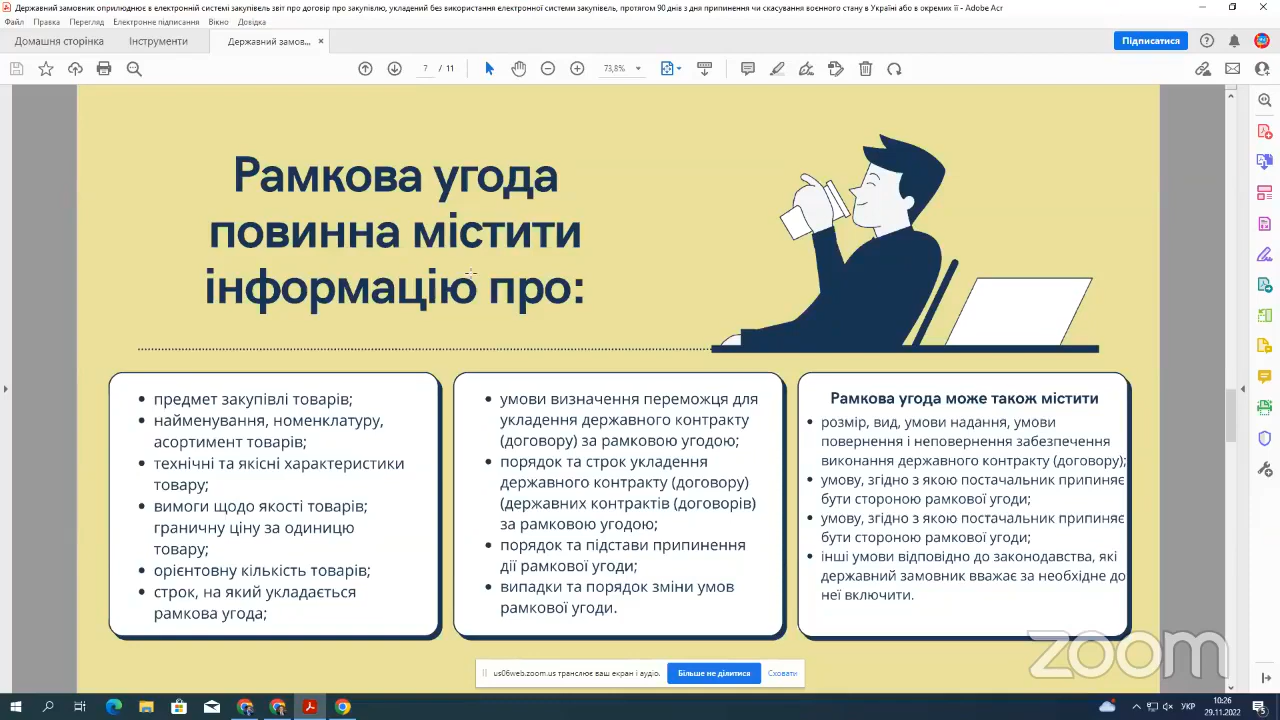 Державний замовник оприлюднює в електронній системі закупівель звіт про договір про закупівлю, укладений без використання електронної системи закупівель, протягом 90 днів з дня припинення чи скасування воєнного стану в Україні або в окремих її - Adobe Acr
Файл Правка Перегляд Електронне підписання Вікно Довідка
Домашня сторінка Інструменти Державний замов... × Підписатися
7 / 11 73,8%
Рамкова угода
повинна містити
інформацію про:
• предмет закупівлі товарів;
• найменування, номенклатуру,
асортимент товарів;
• технічні та якісні характеристики
товару;
• вимоги щодо якості товарів;
граничну ціну за одиницю
товару;
• орієнтовну кількість товарів;
• строк, на який укладається
рамкова угода;
• умови визначення переможця для
укладення державного контракту
(договору) за рамковою угодою;
• порядок та строк укладення
державного контракту (договору)
(державних контрактів (договорів)
за рамковою угодою;
• порядок та підстави припинення
дії рамкової угоди;
• випадки та порядок зміни умов
рамкової угоди.
Рамкова угода може також містити
• розмір, вид, умови надання, умови
повернення і неповернення забезпечення
виконання державного контракту (договору);
• умову, згідно з якою постачальник припиняє
бути стороною рамкової угоди;
• умову, згідно з якою постачальник припиняє
бути стороною рамкової угоди;
• інші умови відповідно до законодавства, які
державний замовник вважає за необхідне до
неї включити.
zoom
us06web.zoom.us транслює ваш екран і аудіо. Більше не ділитися Сховати
УКР 10:26
29.11.2022
5